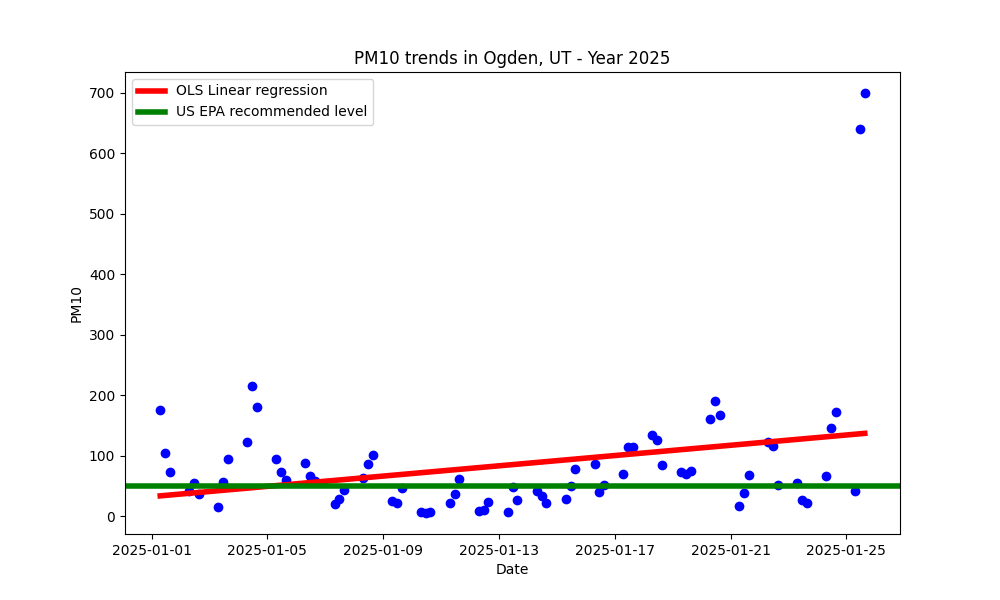 PM10 trends in Ogden, UT - Year 2025
OLS Linear regression
US EPA recommended level
700
600
500
400
300
200
100
0
PM10
2025-01-01 2025-01-05 2025-01-09 2025-01-13 2025-01-17 2025-01-21 2025-01-25
Date